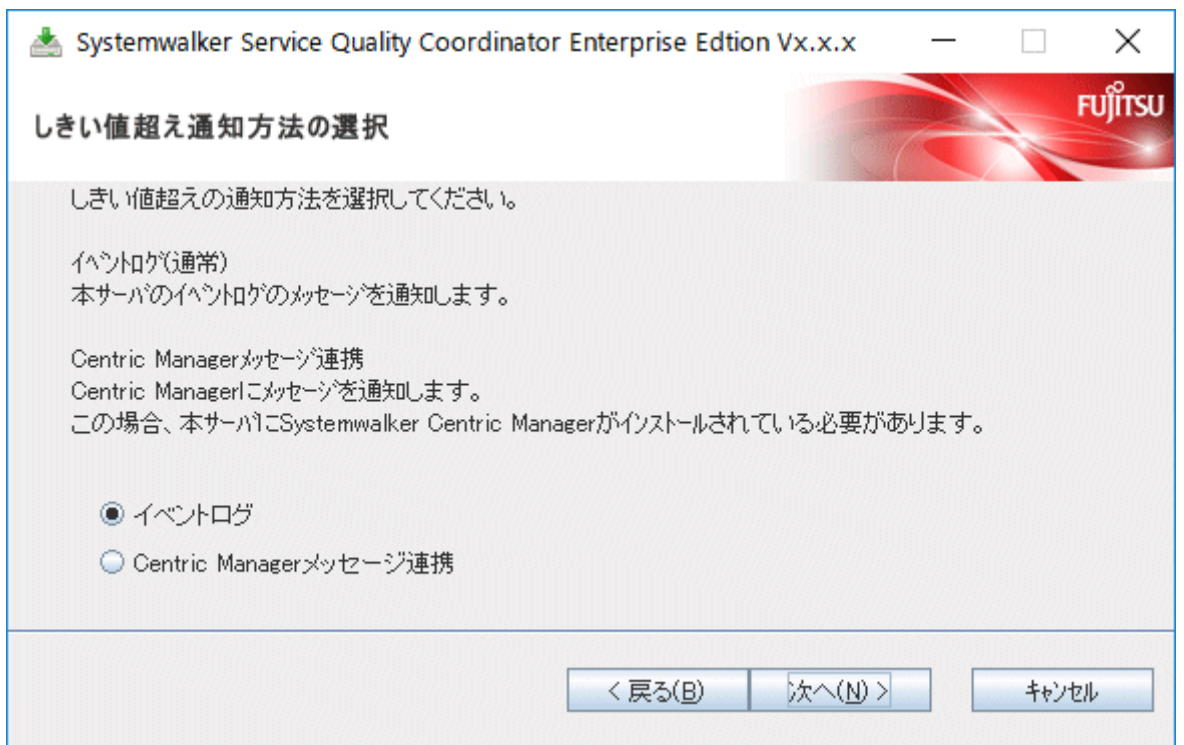 Systemwalker Service Quality Coordinator Enterprise Edtion Vx.x.x
しきい値超え通知方法の選択
FUJITSU
しきい値超えの通知方法を選択してください。
イベントログ(通常)
本サーバのイベントログのメッセージを通知します。
Centric Managerメッセージ連携
Centric Managerにメッセージを通知します。
この場合、本サーバにSystemwalker Centric Managerがインストールされている必要があります。
イベントログ
Centric Managerメッセージ連携
< 戻る(B)
次へ(N) >
キャンセル